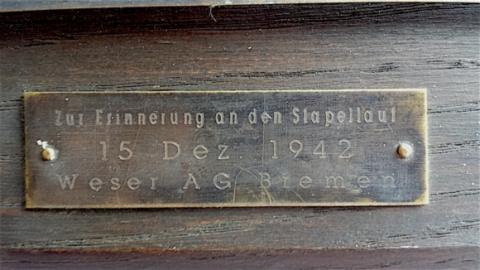 Zur Erinnerung an den Stapellauf
15 Dez. 1942
Weser AG Bremen